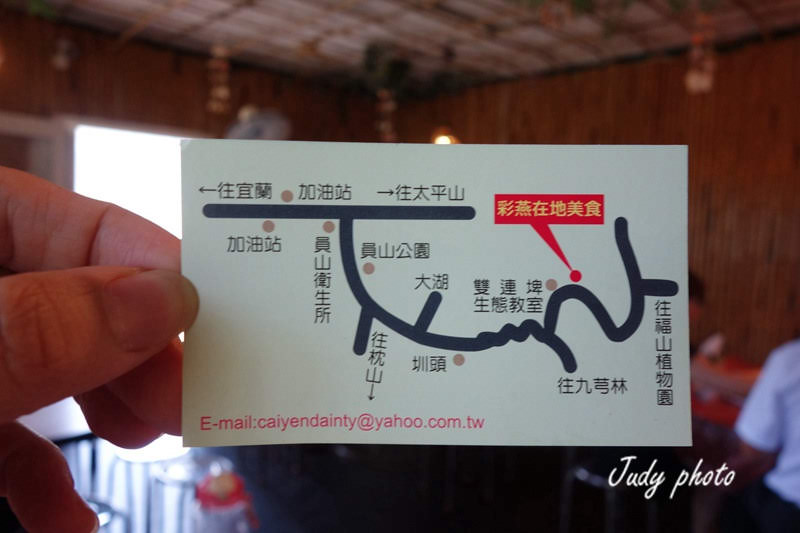 ←往宜蘭
加油站
→往太平山
彩燕在地美食
加油站
員山衛生所
員山公園
大湖
雙連埤
生態教室
往枕山↓
圳頭
往九芎林
往福山植物園
E-mail:caiyendainty@yahoo.com.tw
Judy photo